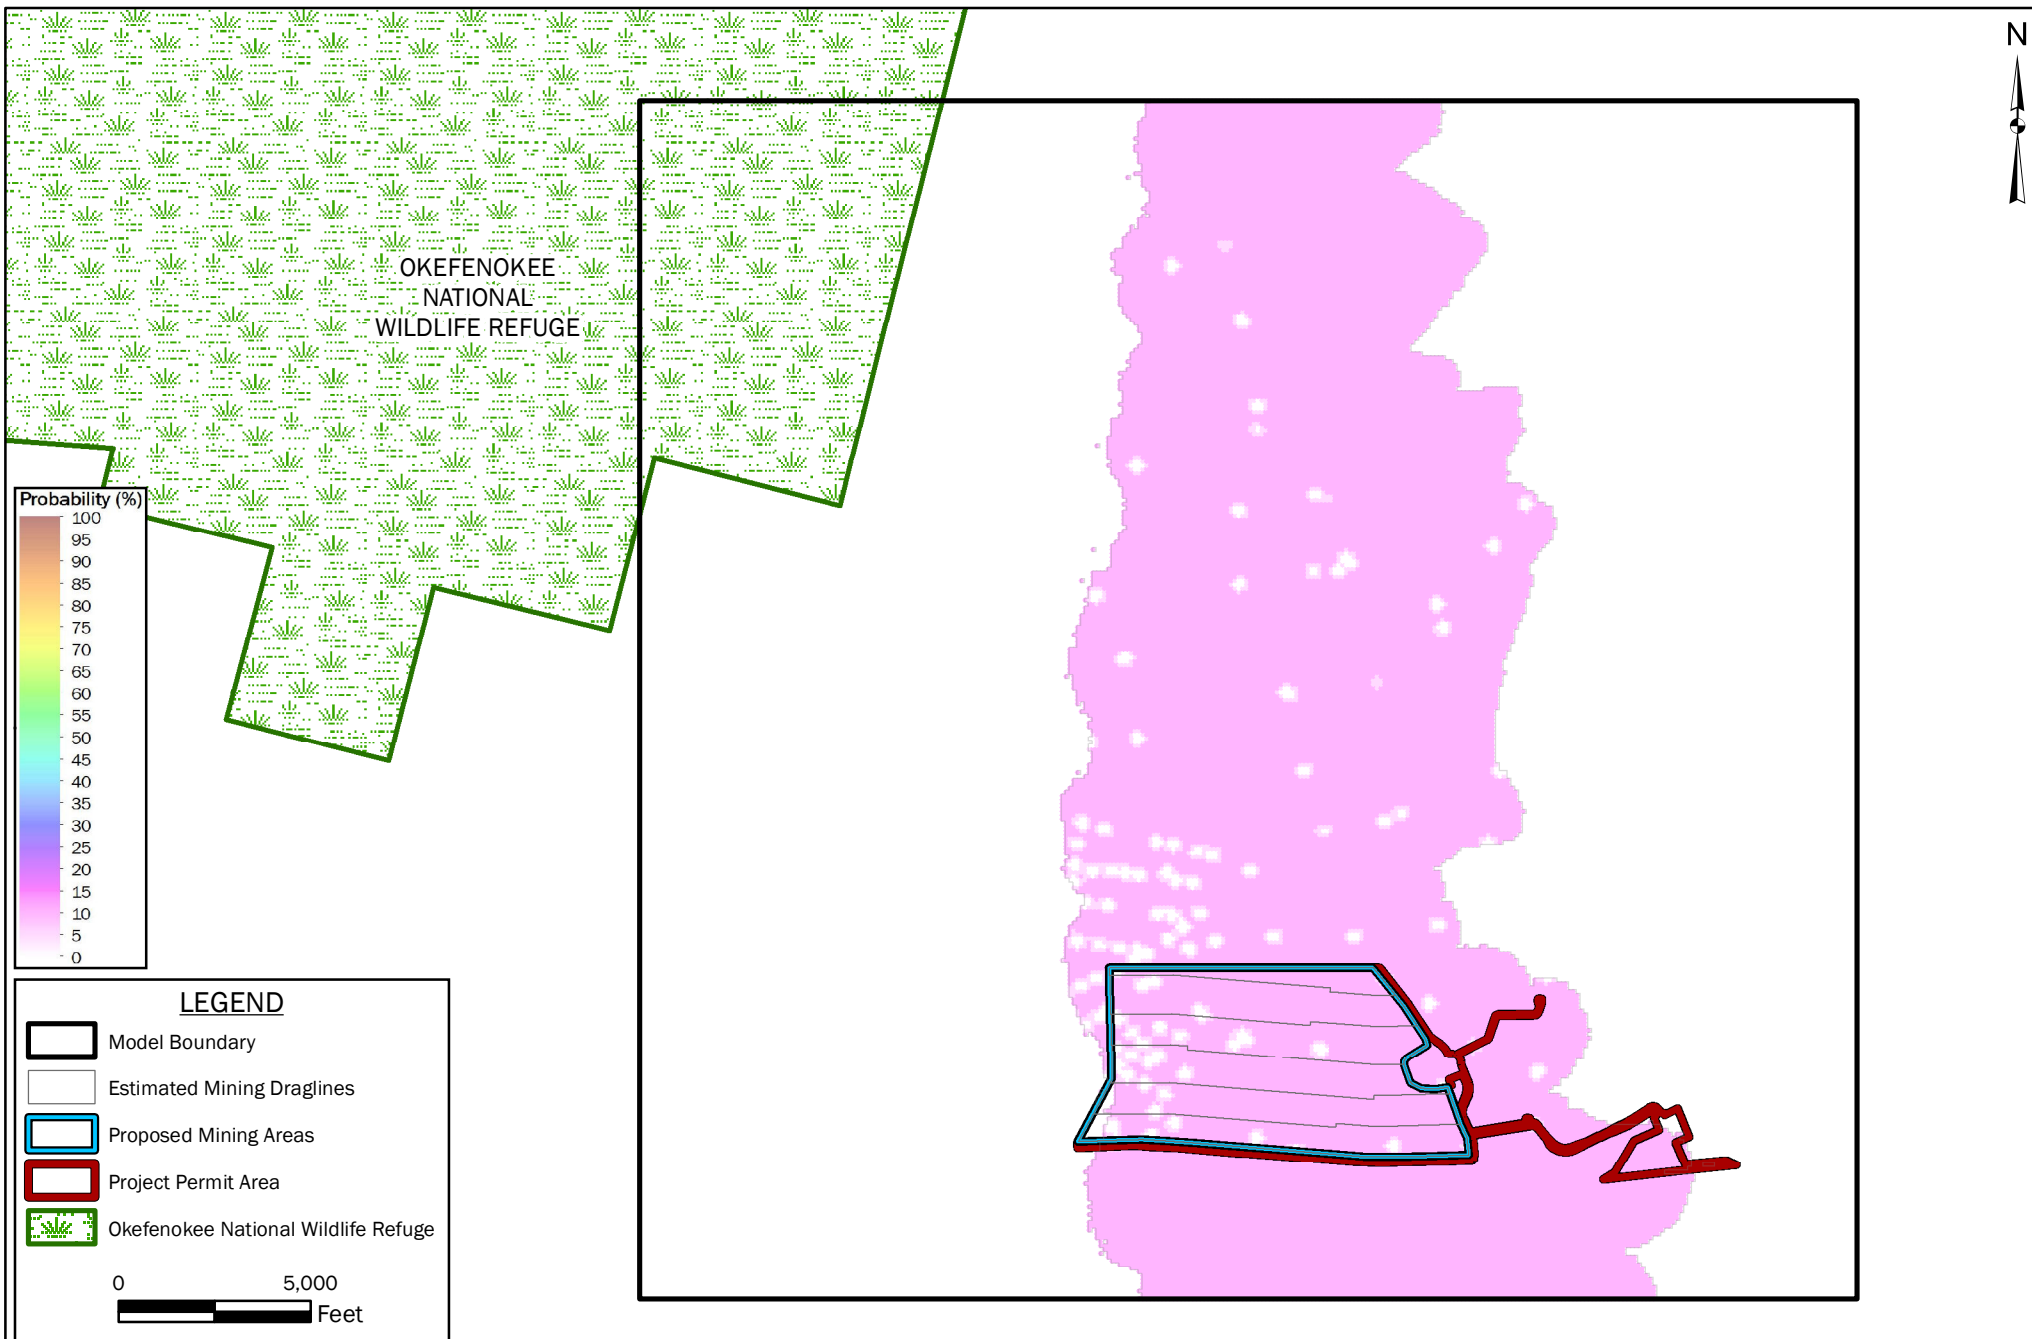 N
OKEFENOKEE
NATIONAL
WILDLIFE REFUGE
Probability (%)
100
95
90
85
80
75
70
65
60
55
50
45
40
35
30
25
20
15
10
5
0
LEGEND
Model Boundary
Estimated Mining Draglines
Proposed Mining Areas
Project Permit Area
Okefenokee National Wildlife Refuge
0 5,000
Feet